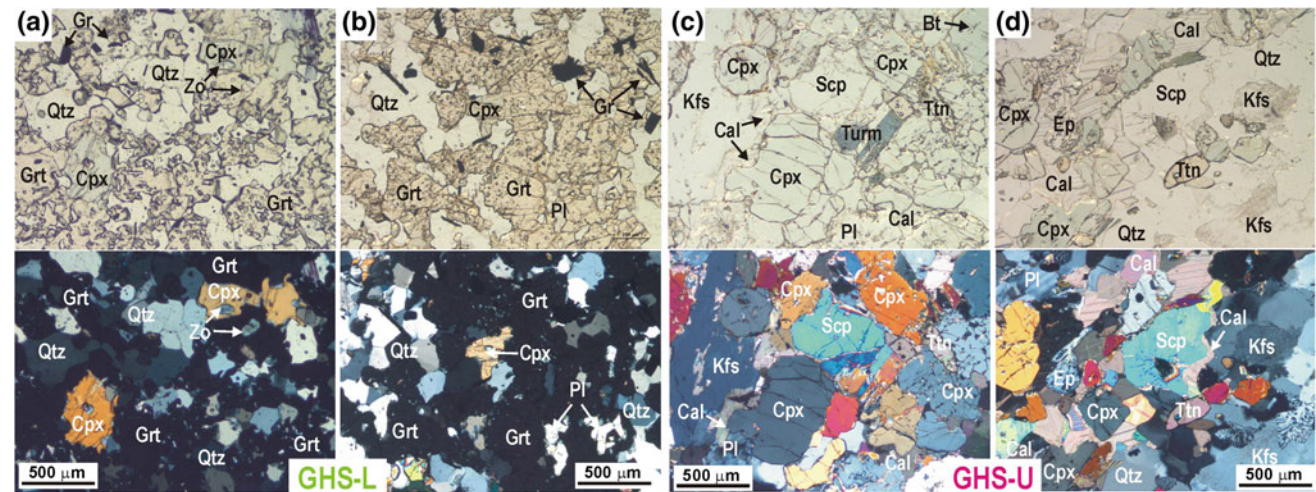 (a)
Gr
Cpx
Qtz
Zo
Qtz
Grt
Cpx
Grt
Grt
Cpx
Qtz
Zo
Qtz
Cpx
Grt
Qtz
Grt
500 µm
(b)
Qtz
Cpx
Gr
Grt
Grt
Pl
Qtz
Cpx
Pl
Qtz
Grt
Grt
500 µm
GHS-L
(c)
Bt
Cpx
Cpx
Scp
Kfs
Ttn
Cal
Turm
Cpx
Cal
Pl
Cpx
Cpx
Scp
Ttn
Kfs
Cpx
Cpx
Cal
Pl
Cal
500 µm
GHS-U
(d)
Cal
Qtz
Scp
Kfs
Cpx
Ep
Ttn
Cal
Kfs
Cpx
Qtz
Pl
Cal
Cal
Scp
Kfs
Ep
Cpx
Ttn
Cal
Kfs
Cpx
Qtz
500 µm